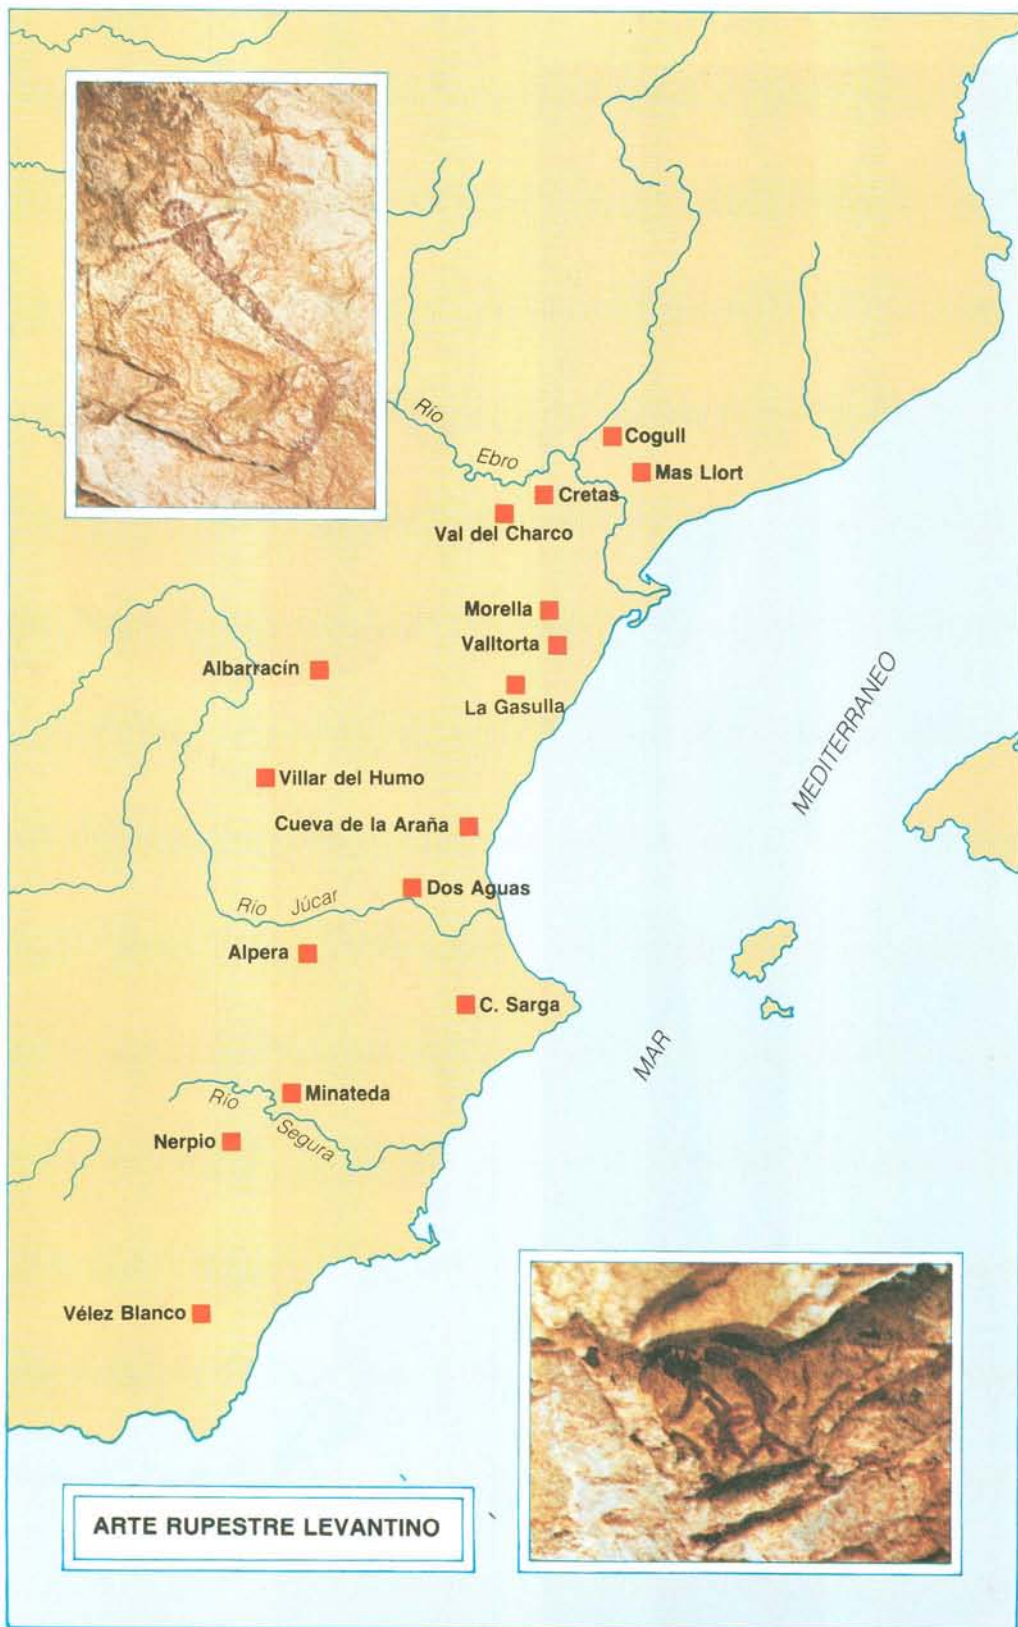 Río
Ebro
Cogull
Mas Llort
Cretas
Val del Charco
Morella
Valltorta
Albarracín
La Gasulla
MEDITERRANEO
Villar del Humo
Cueva de la Araña
Dos Aguas
Río Júcar
Alpera
C. Sarga
MAR
Minateda
Río
Segura
Nerpio
Vélez Blanco
ARTE RUPESTRE LEVANTINO